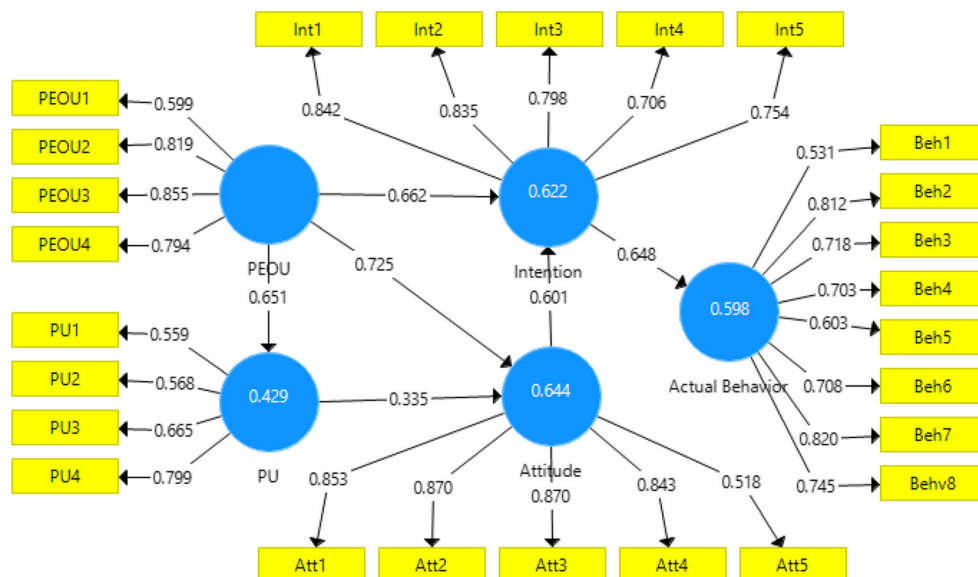 Int1 Int2 Int3 Int4 Int5
0.842 0.835 0.798 0.706 0.754
PEOU1 0.599
PEOU2 0.819
PEOU3 0.855
PEOU4 0.794
PEOU
0.662
0.622
Intention
0.725
0.651
0.601
0.648
Beh1 0.531
Beh2 0.812
Beh3 0.718
Beh4 0.703
Beh5 0.603
Beh6 0.708
Beh7 0.820
Behv8 0.745
0.598
Actual Behavior
PU1 0.559
PU2 0.568
PU3 0.665
PU4 0.799
0.429
PU
0.335
0.644
Attitude
0.853 0.870 0.870 0.843 0.518
Att1 Att2 Att3 Att4 Att5